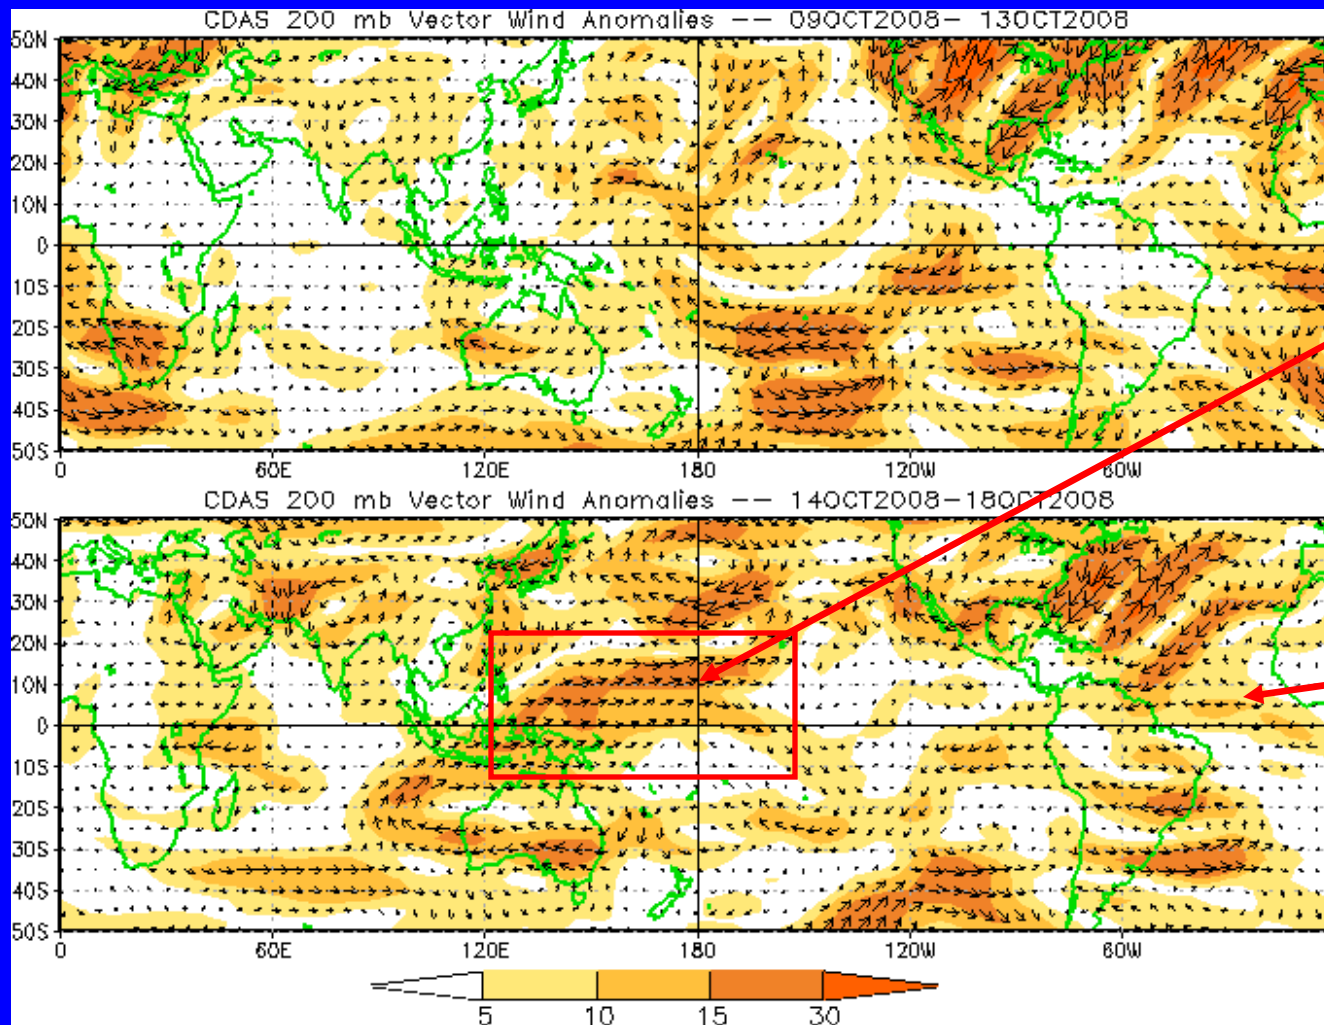 CDAS 200 mb Vector Wind Anomalies -- 09OCT2008- 13OCT2008
50N
40N
30N
20N
10N
0
10S
20S
30S
40S
50S
0 60E 120E 180 120W 60W
CDAS 200 mb Vector Wind Anomalies -- 14OCT2008-18OCT2008
50N
40N
30N
20N
10N
0
10S
20S
30S
40S
50S
0 60E 120E 180 120W 60W
5 10 15 30